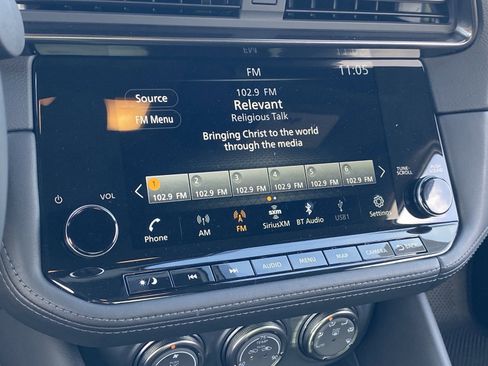 FM
11:05
Source
102.9 FM
Relevant
FM Menu
Religious Talk
Bringing Christ to the world
through the media
1 2 3 4 5 6
102.9 FM 102.9 FM 102.9 FM 102.9 FM 102.9 FM 102.9 FM
TUNE·
SCROLL
VOL
Phone
AM
FM
sxm
SiriusXM
BT Audio
USB1
Settings
AUDIO
MENU
MAP
CAMERA